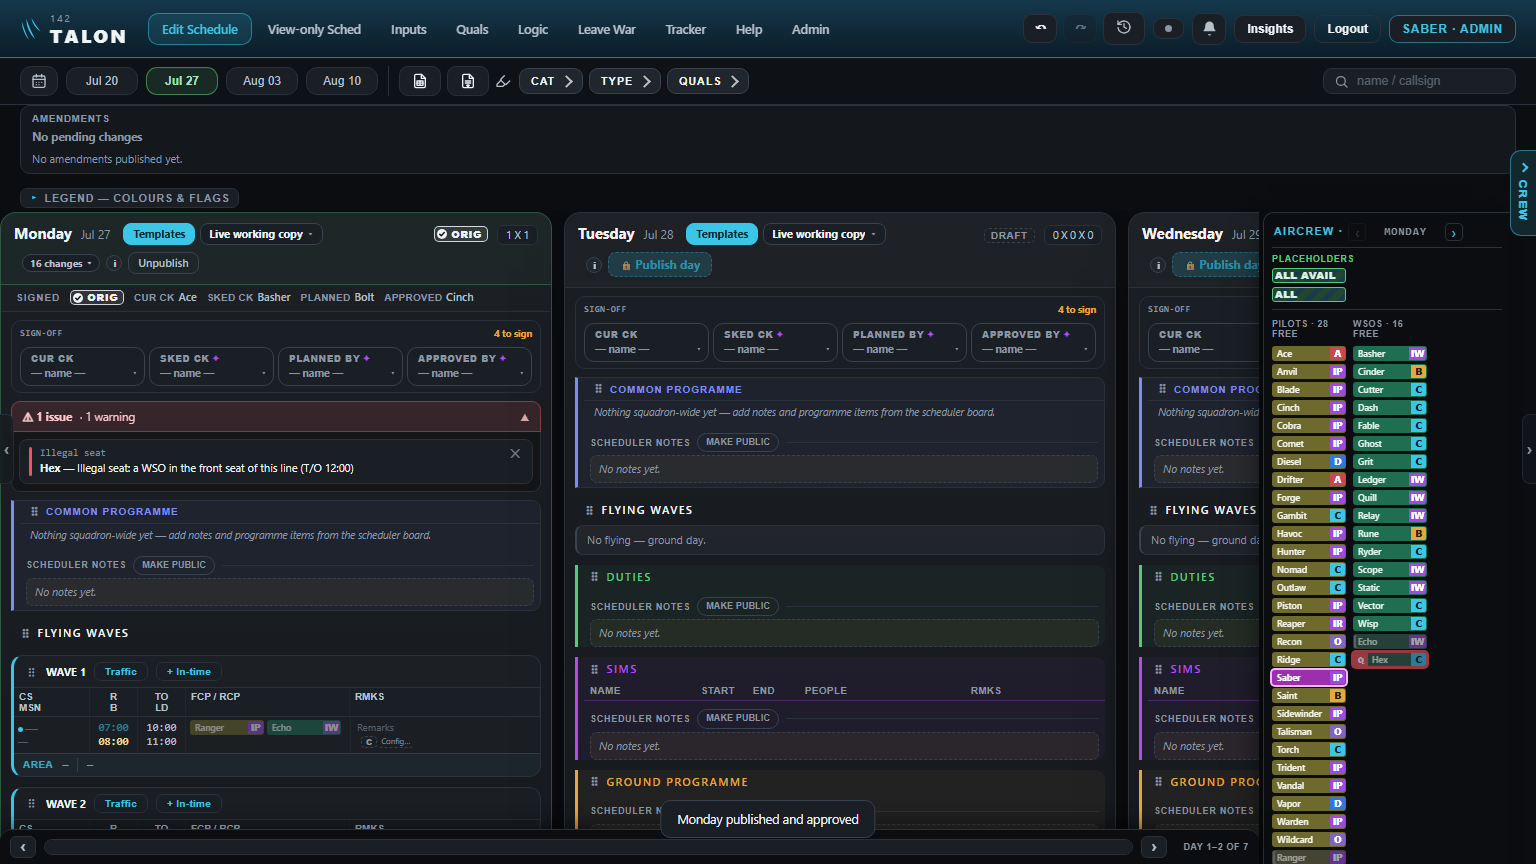 142
TALON
Edit Schedule
View-only Sched
Inputs
Quals
Logic
Leave War
Tracker
Help
Admin
Insights
Logout
SABER · ADMIN
Jul 20
Jul 27
Aug 03
Aug 10
CAT
TYPE
QUALS
name / callsign
AMENDMENTS
No pending changes
No amendments published yet.
LEGEND — COLOURS & FLAGS
CREW
Monday Jul 27
Templates
Live working copy
ORIG
1 X 1
16 changes
i
Unpublish
SIGNED ORIG CUR CK Ace SKED CK Basher PLANNED Bolt APPROVED Cinch
SIGN-OFF
4 to sign
CUR CK
— name —
SKED CK
— name —
PLANNED BY
— name —
APPROVED BY
— name —
1 issue · 1 warning
Illegal seat
Hex — Illegal seat: a WSO in the front seat of this line (T/O 12:00)
COMMON PROGRAMME
Nothing squadron-wide yet — add notes and programme items from the scheduler board.
SCHEDULER NOTES MAKE PUBLIC
No notes yet.
FLYING WAVES
WAVE 1 Traffic + In-time
CS R TO FCP / RCP RMKS
MSN B LD
— 07:00 10:00 Ranger IP Echo IW Remarks
— 08:00 11:00 C Config...
AREA – –
WAVE 2 Traffic + In-time
CS R TO FCP / RCP RMKS
Tuesday Jul 28
Templates
Live working copy
DRAFT
0 X 0 X 0
i
Publish day
SIGN-OFF
4 to sign
CUR CK
— name —
SKED CK
— name —
PLANNED BY
— name —
APPROVED BY
— name —
COMMON PROGRAMME
Nothing squadron-wide yet — add notes and programme items from the scheduler board.
SCHEDULER NOTES MAKE PUBLIC
No notes yet.
FLYING WAVES
No flying — ground day.
DUTIES
SCHEDULER NOTES MAKE PUBLIC
No notes yet.
SIMS
NAME START END PEOPLE RMKS
SCHEDULER NOTES MAKE PUBLIC
No notes yet.
GROUND PROGRAMME
SCHEDULER N
Monday published and approved
Wednesday Jul 29
i
Publish day
SIGN-OFF
CUR CK
— name —
COMMON PROG
Nothing squadron-wi
SCHEDULER NOTES
No notes yet.
FLYING WAVES
No flying — ground da
DUTIES
SCHEDULER NOTES
No notes yet.
SIMS
NAME
SCHEDULER NOTES
No notes yet.
GROUND PROG
SCHEDULER NOTES
DAY 1–2 OF 7
AIRCREW ·
MONDAY
PLACEHOLDERS
ALL AVAIL
ALL
PILOTS · 28 FREE
WSOS · 16 FREE
Ace A
Anvil IP
Blade IP
Cinch IP
Cobra IP
Comet IP
Diesel D
Drifter A
Forge IP
Gambit C
Havoc IP
Hunter IP
Nomad C
Outlaw C
Piston IP
Reaper IR
Recon O
Ridge C
Saber IP
Saint B
Sidewinder IP
Talisman O
Torch C
Trident IP
Vandal IP
Vapor D
Warden IP
Wildcard O
Ranger IP
Basher IW
Cinder B
Cutter C
Dash C
Fable C
Ghost C
Grit C
Ledger IW
Quill IW
Relay IW
Rune B
Ryder C
Scope IW
Static IW
Vector C
Wisp C
Echo IW
Q Hex C